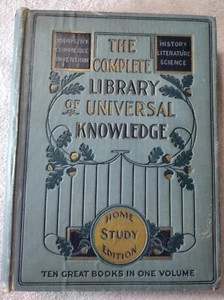 INDUSTRY
COMMERCE
INVENTION
HISTORY
LITERATURE
SCIENCE
THE
COMPLETE
LIBRARY
OF UNIVERSAL
KNOWLEDGE
HOME
STUDY
EDITION
TEN GREAT BOOKS IN ONE VOLUME